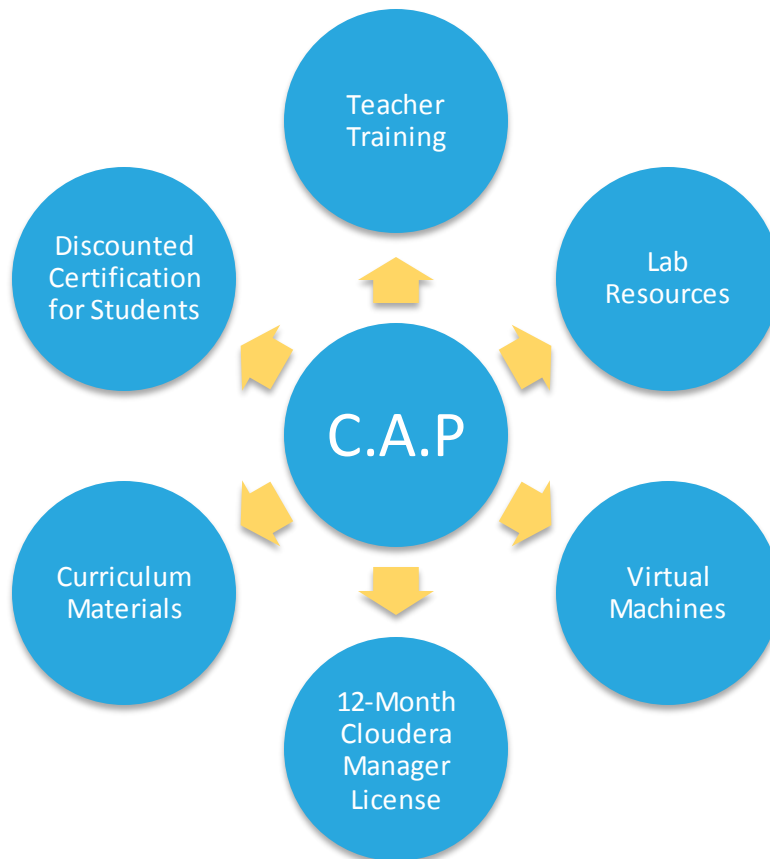 Teacher
Training
Discounted
Certification
for Students
Lab
Resources
C.A.P
Curriculum
Materials
Virtual
Machines
12-Month
Cloudera
Manager
License